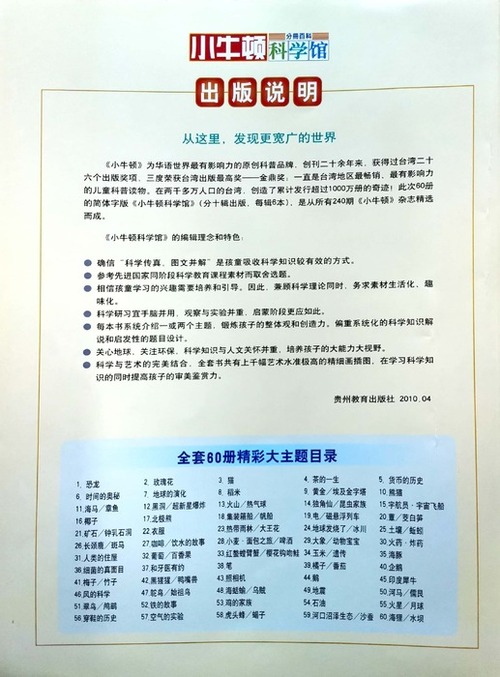 小牛顿 分册百科 科学馆
出版说明
从这里，发现更宽广的世界
《小牛顿》为华语世界最有影响力的原创科普品牌，创刊二十余年来，获得过台湾二十
六个出版奖项，三度荣获台湾出版最高奖——金鼎奖；一直是台湾地区最畅销、最有影响力
的儿童科普读物。在两千多万人口的台湾，创造了累计发行超过1000万册的奇迹！此次60册
的简体字版《小牛顿科学馆》（分十辑出版，每辑6本），是从所有240期《小牛顿》杂志精选
而成。
《小牛顿科学馆》的编辑理念和特色：
● 确信“科学传真，图文并解”是孩童吸收科学知识较有效的方式。
● 参考先进国家同阶段科学教育课程素材而联合选题。
● 相信孩童学习的兴趣需要培养和引导。因此，兼顾科学理论同时，务求素材生活化，趣
味化。
● 科学研习宜手脑并用，观察与实验并重，启蒙阶段更应如此。
● 每本书系统介绍一或两个主题，锻炼孩子的整体观和创造力。偏重系统化的科学知识解
说和启发性的题目设计。
● 关心地球，关注环保，科学知识与人文关怀并重，培养孩子的大能力大视野。
● 科学与艺术的完美结合，全套书共有上千幅艺术水准极高的精细画插图，在学习科学知
识的同时提高孩子的审美鉴赏力。
贵州教育出版社 2010.04
全套60册精彩大主题目录
1. 恐龙 2. 玫瑰花 3. 猫 4. 茶的一生 5. 货币的历史
6. 时间的奥秘 7. 地球的演化 8. 稻米 9. 黄金／埃及金字塔 10. 熊猫
11. 海马／章鱼 12. 黑洞／超新星爆炸 13. 火山／热气球 14. 独角仙／昆虫家族 15. 宇航员·宇宙飞船
16. 椰子 17. 北极熊 18. 集装箱船／帆船 19. 电／磁悬浮列车 20. 蕈／茭白笋
21. 矿石／钟乳石洞 22. 衣服 23. 热带雨林／大王花 24. 地球发烧了／冰川 25. 土壤／蚯蚓
26. 长颈鹿／斑马 27. 咖啡／饮水的故事 28. 小麦·面包之旅／啤酒 29. 大象／动物宝宝 30. 火药·炸药
31. 人类的住屋 32. 葡萄／百香果 33. 红螯螳臂蟹／樱花钩吻鲑 34. 玉米／遗传 35. 海豚
36. 细菌的真面目 37. 和牙医有约 38. 笔 39. 橘子／番茄 40. 企鹅
41. 梅子／竹子 42. 黑猩猩／鸭嘴兽 43. 照相机 44. 鹅 45. 印度犀牛
46. 风的科学 47. 鸵鸟／始祖鸟 48. 海蛞蝓／乌贼 49. 地震 50. 河马／儒艮
51. 翠鸟／鸬鹚 52. 铁的故事 53. 鸡的家族 54. 石油 55. 火星／月球
56. 穿鞋的历史 57. 空气的实验 58. 虎头蜂／蝎子 59. 河口沼泽生态／沙蚕 60. 海狸／水坝